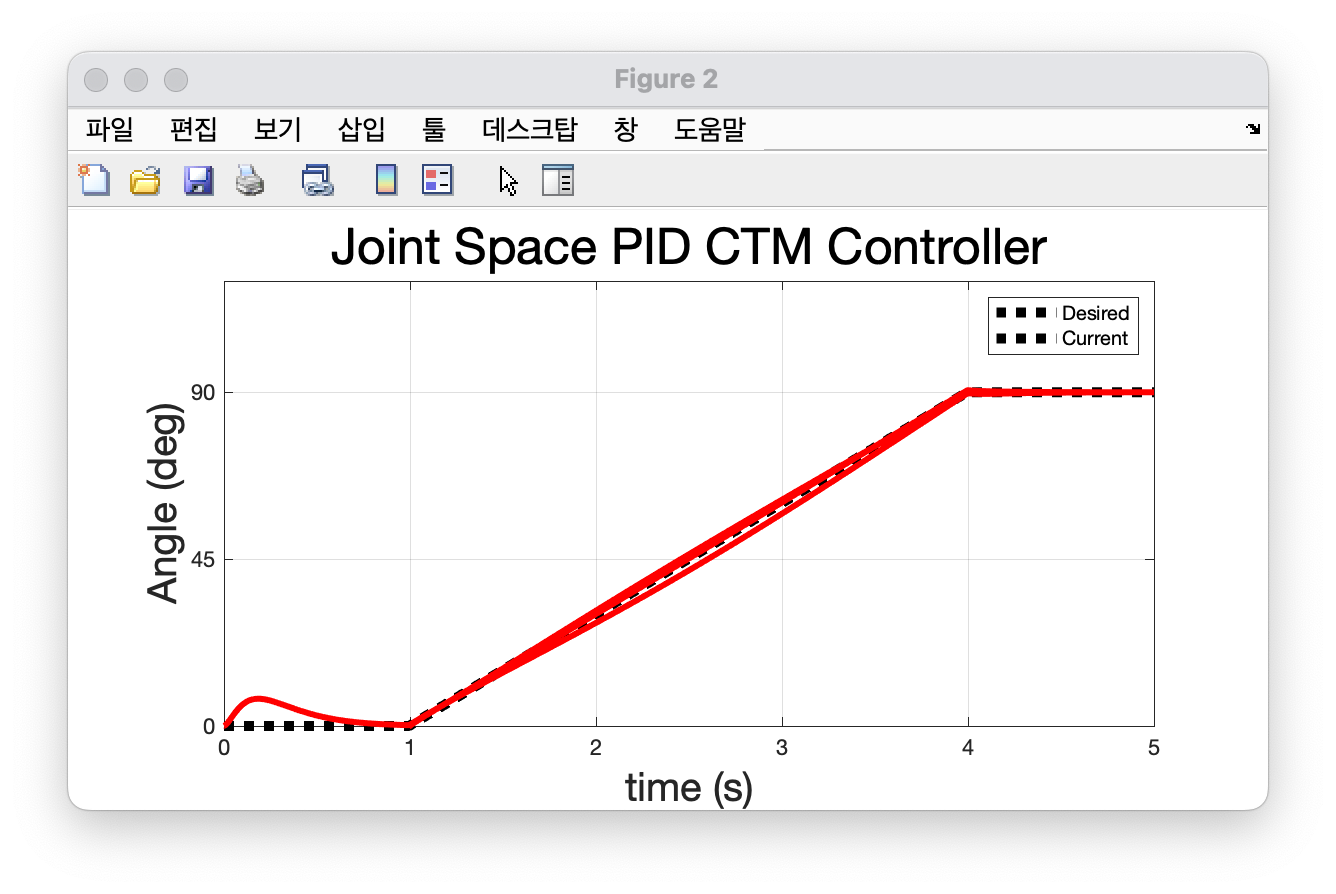 Figure 2
파일 편집 보기 삽입 툴 데스크탑 창 도움말
Joint Space PID CTM Controller
Desired
Current
Angle (deg)
90
45
0
0 1 2 3 4 5
time (s)